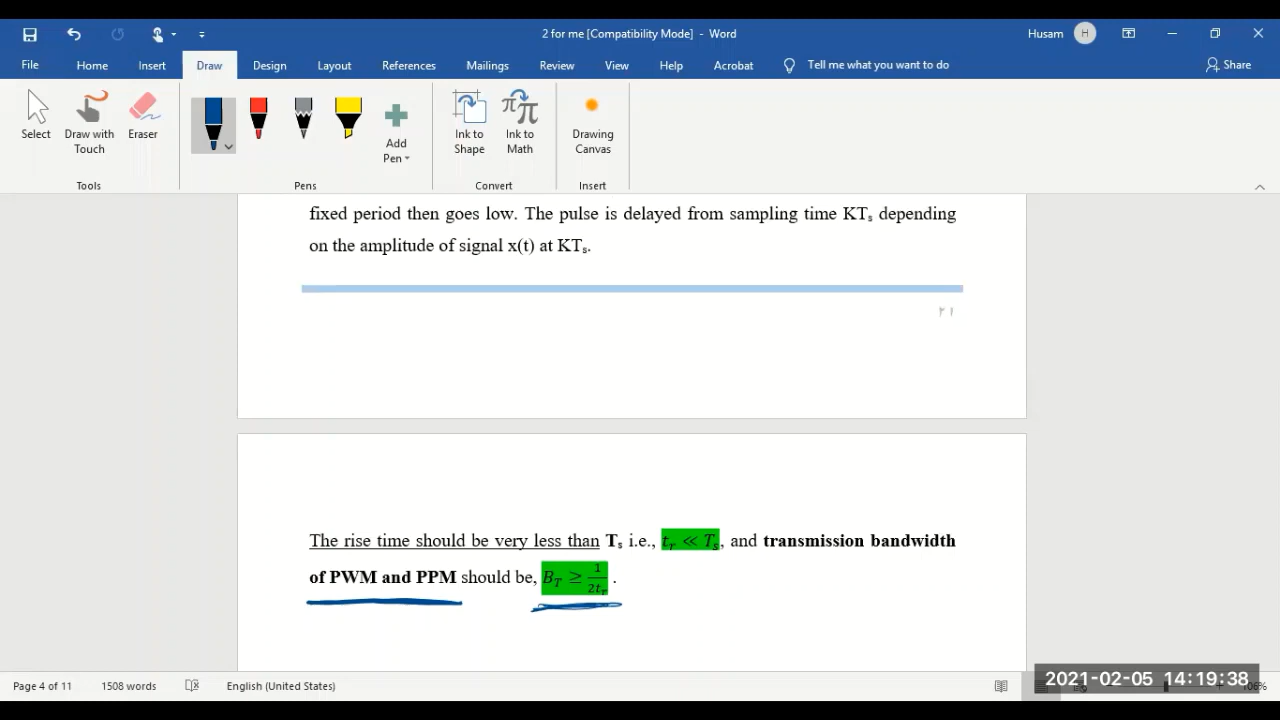 2 for me [Compatibility Mode] - Word
Husam H
File Home Insert Draw Design Layout References Mailings Review View Help Acrobat Tell me what you want to do Share
Select Draw with Touch Eraser Add Pen Ink to Shape Ink to Math Drawing Canvas
Tools Pens Convert Insert
fixed period then goes low. The pulse is delayed from sampling time KTₛ depending
on the amplitude of signal x(t) at KTₛ.
٢١
The rise time should be very less than Tₛ i.e., tᵣ ≪ Tₛ, and transmission bandwidth
of PWM and PPM should be, B_T ≥ 1/2tᵣ .
Page 4 of 11 1508 words English (United States)
2021-02-05 14:19:38